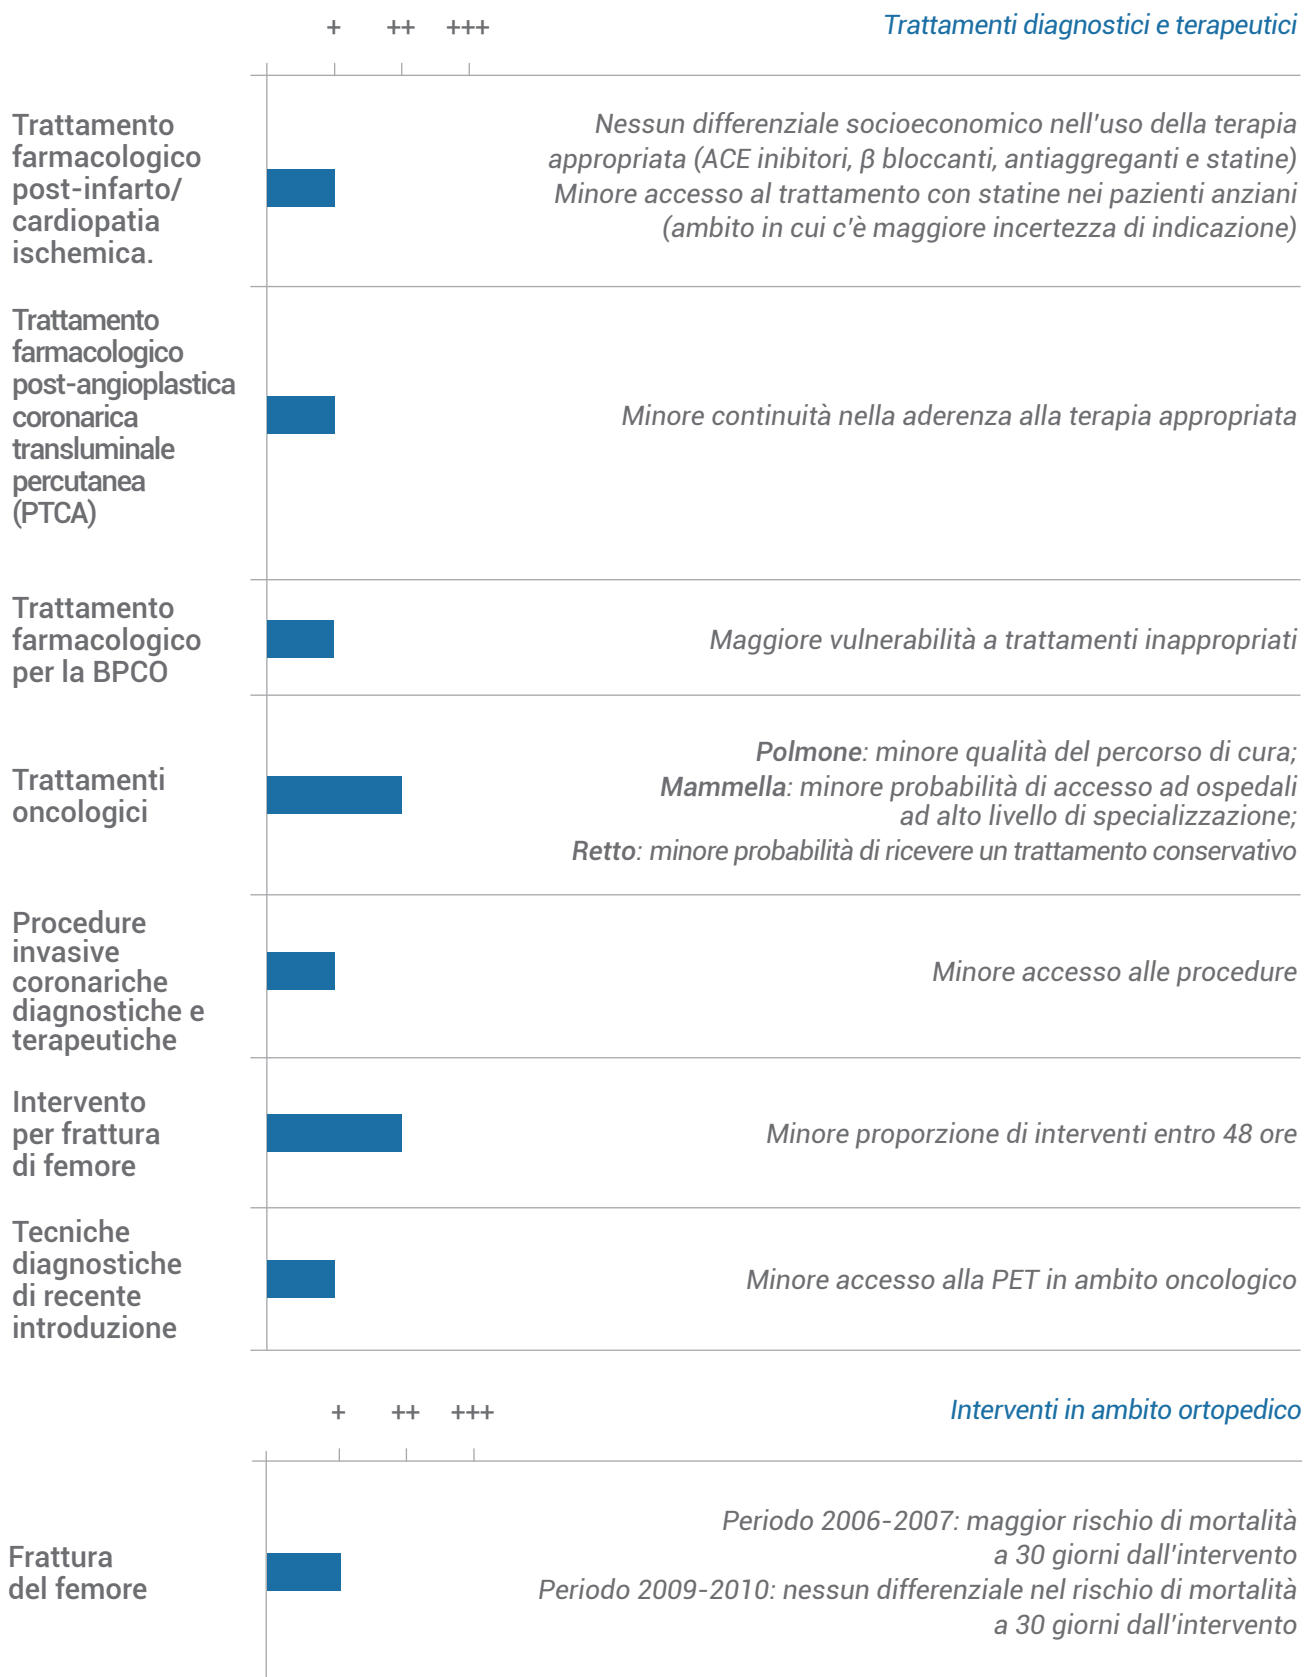 + ++ +++ Trattamenti diagnostici e terapeutici
Trattamento
farmacologico
post-infarto/
cardiopatia
ischemica.
Nessun differenziale socioeconomico nell'uso della terapia
appropriata (ACE inibitori, β bloccanti, antiaggreganti e statine)
Minore accesso al trattamento con statine nei pazienti anziani
(ambito in cui c'è maggiore incertezza di indicazione)
Trattamento
farmacologico
post-angioplastica
coronarica
transluminale
percutanea
(PTCA)
Minore continuità nella aderenza alla terapia appropriata
Trattamento
farmacologico
per la BPCO
Maggiore vulnerabilità a trattamenti inappropriati
Trattamenti
oncologici
Polmone: minore qualità del percorso di cura;
Mammella: minore probabilità di accesso ad ospedali
ad alto livello di specializzazione;
Retto: minore probabilità di ricevere un trattamento conservativo
Procedure
invasive
coronariche
diagnostiche e
terapeutiche
Minore accesso alle procedure
Intervento
per frattura
di femore
Minore proporzione di interventi entro 48 ore
Tecniche
diagnostiche
di recente
introduzione
Minore accesso alla PET in ambito oncologico
+ ++ +++ Interventi in ambito ortopedico
Frattura
del femore
Periodo 2006-2007: maggior rischio di mortalità
a 30 giorni dall'intervento
Periodo 2009-2010: nessun differenziale nel rischio di mortalità
a 30 giorni dall'intervento